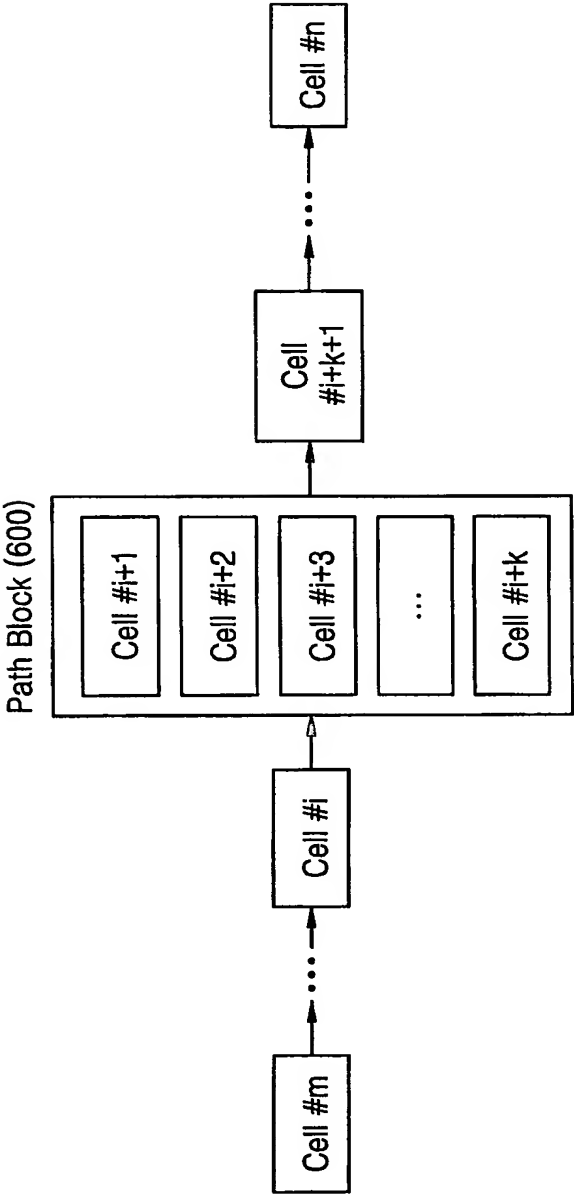 Path Block (600)
Cell #m
...
Cell #i
Cell #i+1
Cell #i+2
Cell #i+3
...
Cell #i+k
Cell
#i+k+1
...
Cell #n